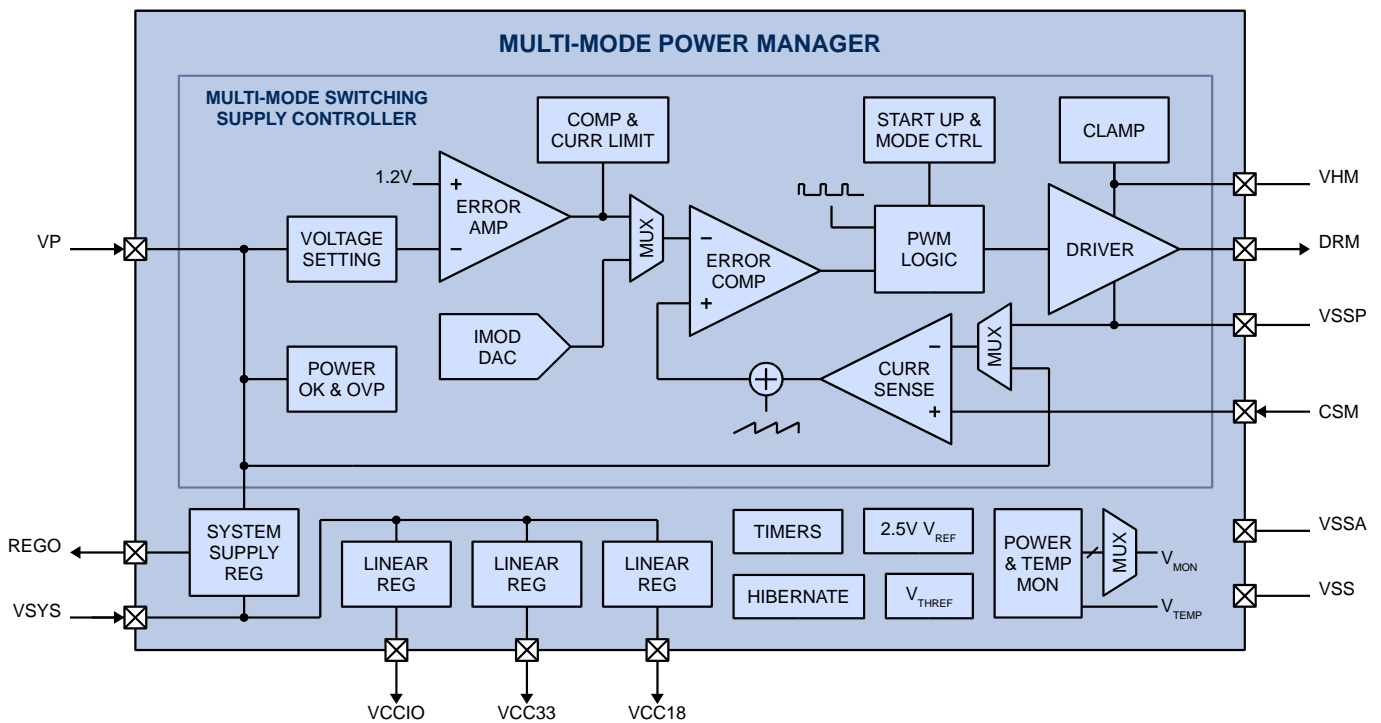 MULTI-MODE POWER MANAGER
MULTI-MODE SWITCHING
SUPPLY CONTROLLER
COMP &
CURR LIMIT
START UP &
MODE CTRL
CLAMP
1.2V
+
ERROR
AMP
−
VOLTAGE
SETTING
MUX
−
ERROR
COMP
+
PWM
LOGIC
DRIVER
VHM
VP
DRM
VSSP
IMOD
DAC
POWER
OK & OVP
+
−
CURR
SENSE
+
MUX
CSM
SYSTEM
SUPPLY
REG
REGO
VSYS
LINEAR
REG
LINEAR
REG
LINEAR
REG
TIMERS
2.5V VREF
HIBERNATE
VTHREF
POWER
& TEMP
MON
MUX
VMON
VTEMP
VSSA
VSS
VCCIO
VCC33
VCC18